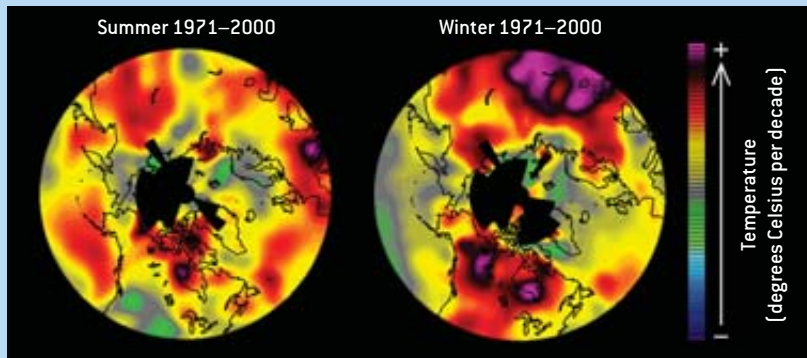 Summer 1971–2000
Winter 1971–2000
+
Temperature
(degrees Celsius per decade)
–